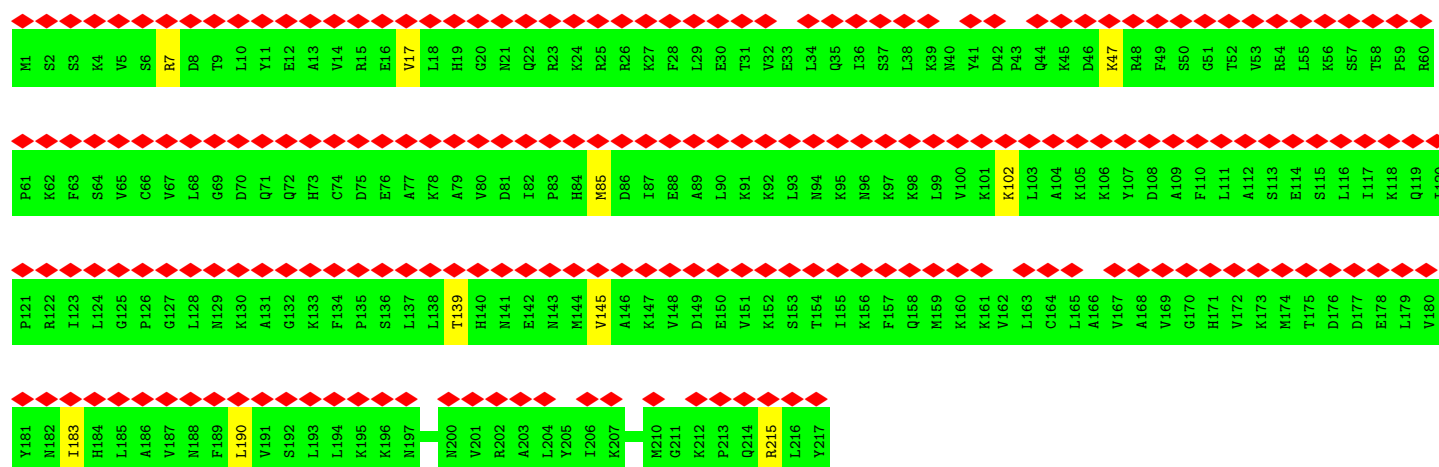 M1 S2 S3 K4 V5 S6 R7 D8 T9 L10 Y11 E12 A13 V14 R15 E16 V17 L18 H19 G20 N21 Q22 R23 K24 R25 R26 K27 F28 L29 E30 T31 V32 E33 L34 Q35 I36 S37 L38 K39 N40 Y41 D42 P43 Q44 K45 D46 K47 R48 F49 S50 G51 T52 V53 R54 L55 K56 S57 T58 P59 R60
P61 K62 F63 S64 V65 C66 V67 L68 G69 D70 Q71 Q72 H73 C74 D75 E76 A77 K78 A79 V80 D81 I82 P83 H84 M85 D86 I87 E88 A89 L90 K91 K92 L93 N94 K95 N96 K97 K98 L99 V100 K101 K102 L103 A104 K105 K106 Y107 D108 A109 F110 L111 A112 S113 E114 S115 L116 I117 K118 Q119
P121 R122 I123 L124 G125 P126 G127 L128 N129 K130 A131 G132 K133 F134 P135 S136 L137 L138 T139 H140 N141 E142 N143 M144 V145 A146 K147 V148 D149 E150 V151 K152 S153 T154 I155 K156 F157 Q158 M159 K160 K161 V162 L163 C164 L165 A166 V167 A168 V169 G170 H171 V172 K173 M174 T175 D176 D177 E178 L179 V180
Y181 N182 I183 H184 L185 A186 V187 N188 F189 L190 V191 S192 L193 L194 K195 K196 N197 N200 V201 R202 A203 L204 Y205 I206 K207 M210 G211 K212 P213 Q214 R215 L216 Y217